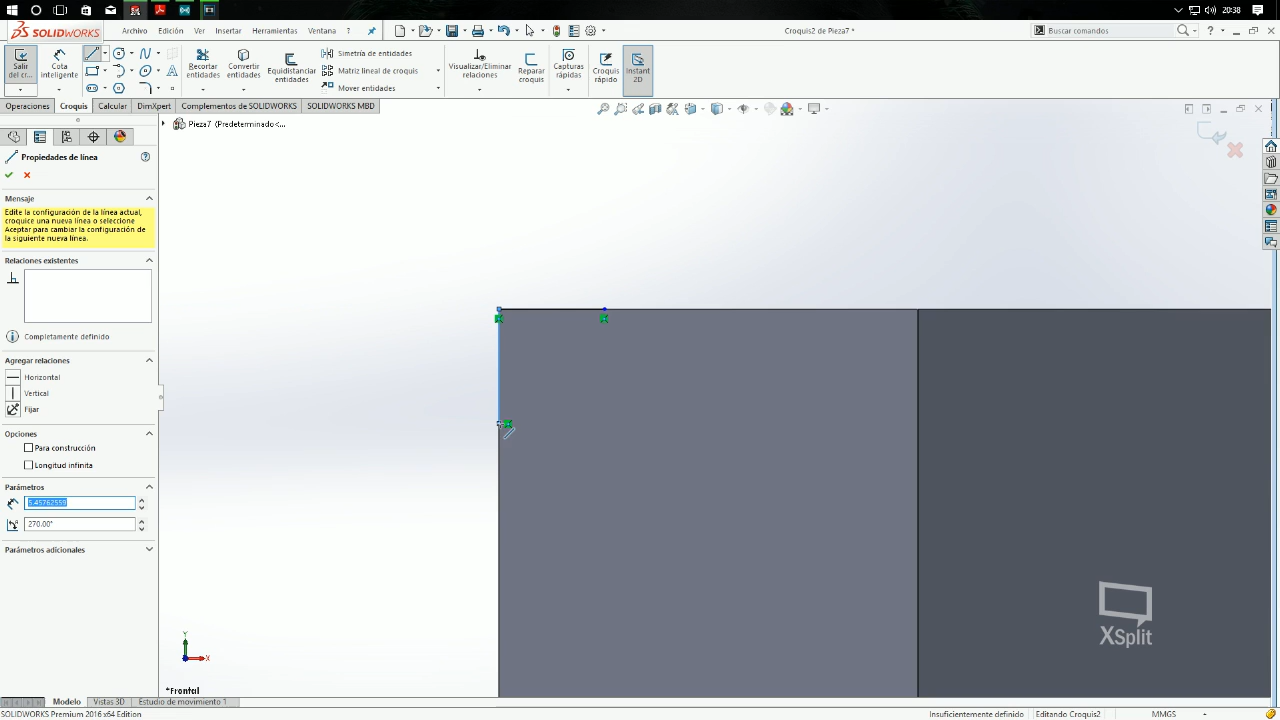 20:38
SOLIDWORKS
Archivo Edición Ver Insertar Herramientas Ventana
Croquis2 de Pieza7 *
Buscar comandos
Salir del cr...
Cota inteligente
Recortar entidades
Convertir entidades
Equidistanciar entidades
Simetría de entidades
Matriz lineal de croquis
Mover entidades
Visualizar/Eliminar relaciones
Reparar croquis
Capturas rápidas
Croquis rápido
Instant 2D
Operaciones Croquis Calcular DimXpert Complementos de SOLIDWORKS SOLIDWORKS MBD
Pieza7 (Predeterminado<...
Propiedades de línea
Mensaje
Edite la configuración de la línea actual,
croquice una nueva línea o seleccione
Aceptar para cambiar la configuración de
la siguiente nueva línea.
Relaciones existentes
Completamente definido
Agregar relaciones
Horizontal
Vertical
Fijar
Opciones
Para construcción
Longitud infinita
Parámetros
5.45762559
270.00°
Parámetros adicionales
Y
X
*Frontal
XSplit
Modelo Vistas 3D Estudio de movimiento 1
SOLIDWORKS Premium 2016 x64 Edition
Insuficientemente definido Editando Croquis2 MMGS